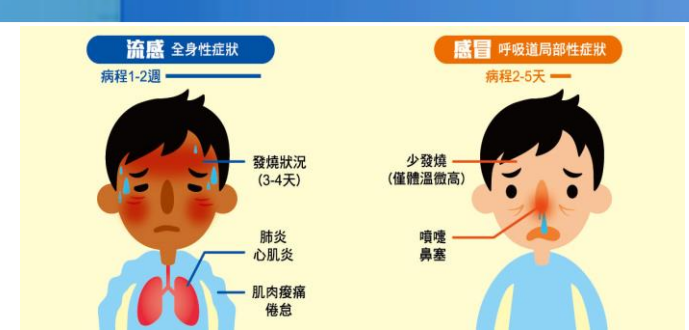 流感 全身性症狀
病程1-2週
發燒狀況
(3-4天)
肺炎
心肌炎
肌肉痠痛
倦怠
感冒 呼吸道局部性症狀
病程2-5天
少發燒
(僅體溫微高)
噴嚏
鼻塞